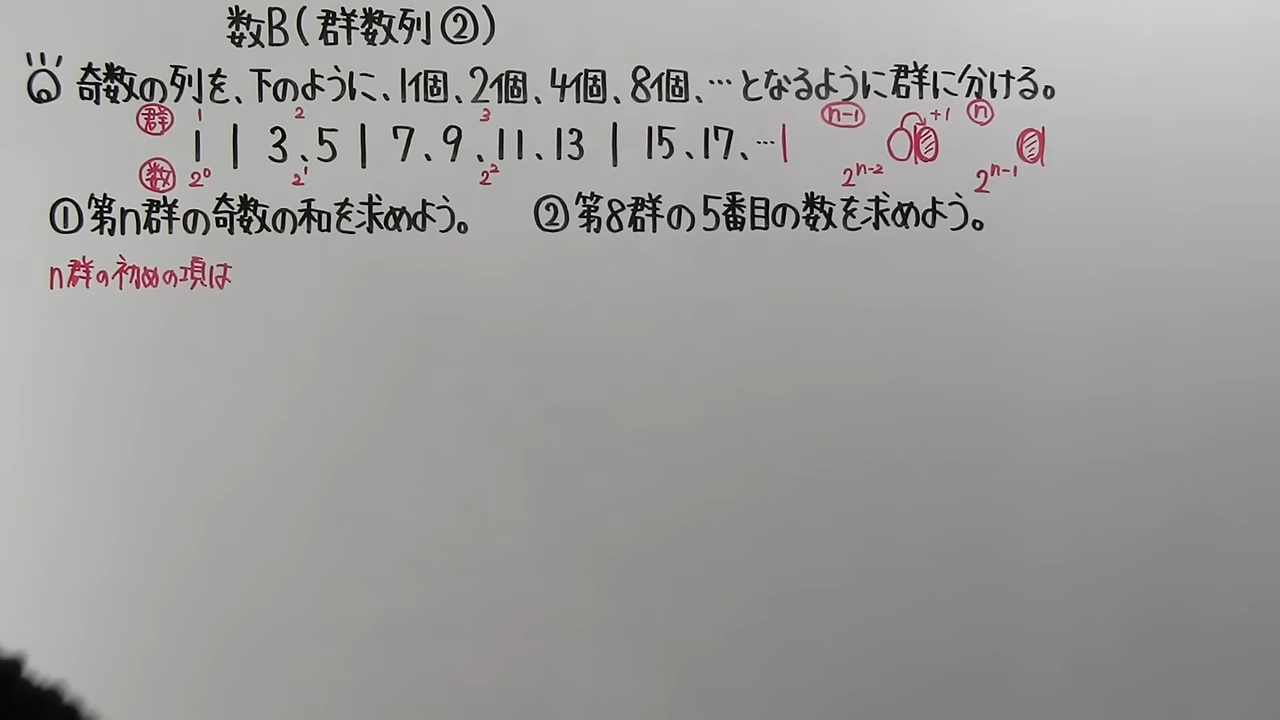 数B(群数列②)
奇数の列を、下のように、1個、2個、4個、8個、…となるように群に分ける。
群 1 2 3 n-1 +1 n
1 | 3、5 | 7、9、11、13 | 15、17、…|
数 2⁰ 2¹ 2² 2ⁿ⁻² 2ⁿ⁻¹
①第n群の奇数の和を求めよう。 ②第8群の5番目の数を求めよう。
n群の初めの項は